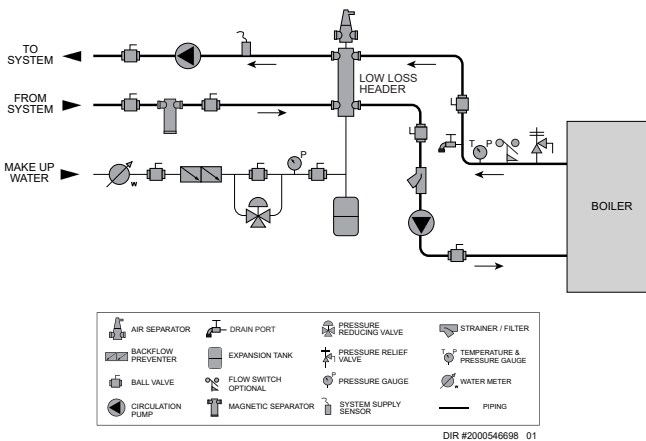 TO
SYSTEM
FROM
SYSTEM
MAKE UP
WATER
LOW LOSS
HEADER
BOILER
T P
P
W
AIR SEPARATOR
DRAIN PORT
PRESSURE
REDUCING VALVE
STRAINER / FILTER
BACKFLOW
PREVENTER
EXPANSION TANK
PRESSURE RELIEF
VALVE
T P
TEMPERATURE &
PRESSURE GAUGE
BALL VALVE
FLOW SWITCH
OPTIONAL
P
PRESSURE GAUGE
W
WATER METER
CIRCULATION
PUMP
MAGNETIC SEPARATOR
SYSTEM SUPPLY
SENSOR
PIPING
DIR #2000546698 01